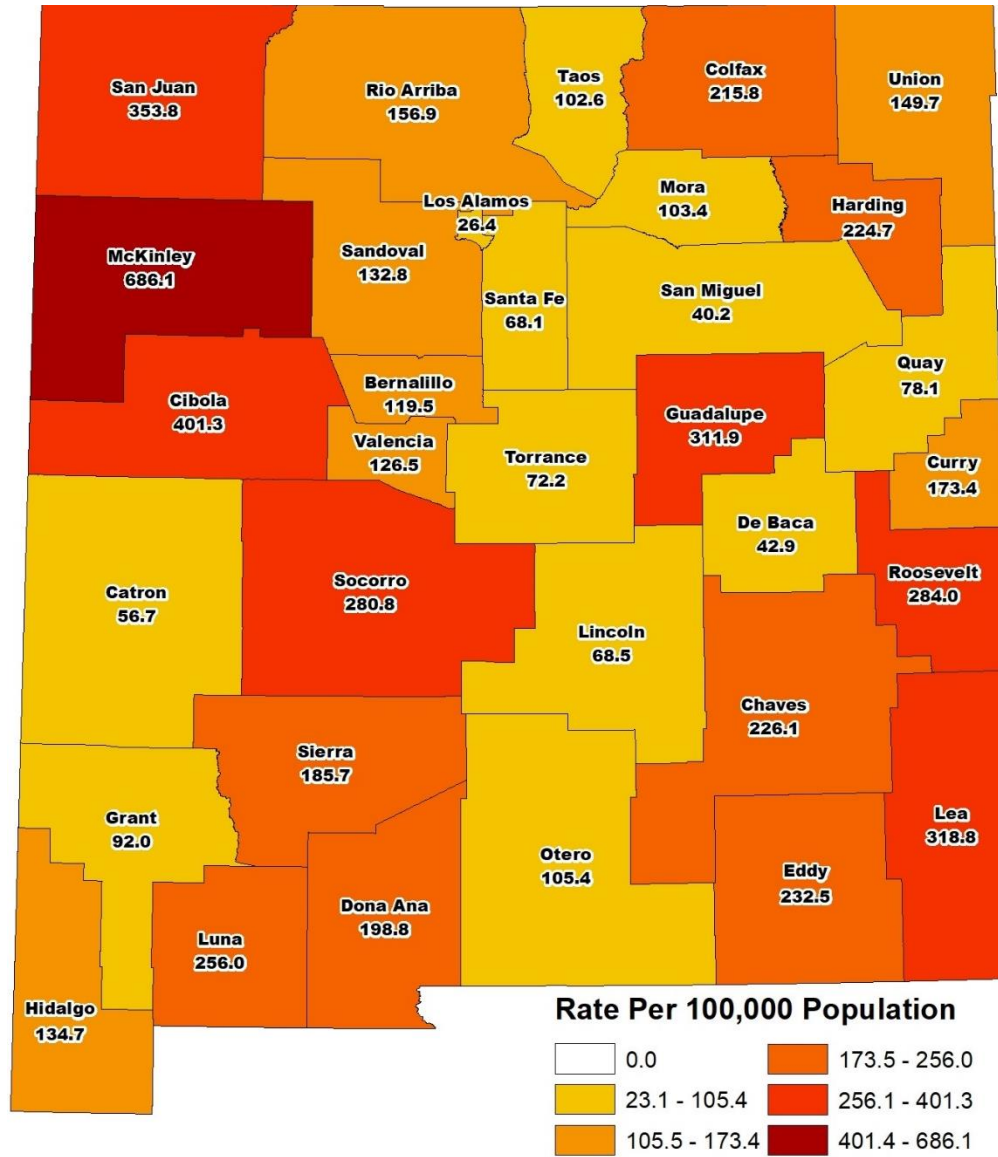 San Juan
353.8
Rio Arriba
156.9
Taos
102.6
Colfax
215.8
Union
149.7
McKinley
686.1
Sandoval
132.8
Los Alamos
26.4
Mora
103.4
Harding
224.7
Santa Fe
68.1
San Miguel
40.2
Quay
78.1
Cibola
401.3
Bernalillo
119.5
Valencia
126.5
Torrance
72.2
Guadalupe
311.9
Curry
173.4
De Baca
42.9
Catron
56.7
Socorro
280.8
Roosevelt
284.0
Lincoln
68.5
Chaves
226.1
Sierra
185.7
Grant
92.0
Otero
105.4
Lea
318.8
Eddy
232.5
Dona Ana
198.8
Luna
256.0
Hidalgo
134.7
Rate Per 100,000 Population
0.0
23.1 - 105.4
105.5 - 173.4
173.5 - 256.0
256.1 - 401.3
401.4 - 686.1